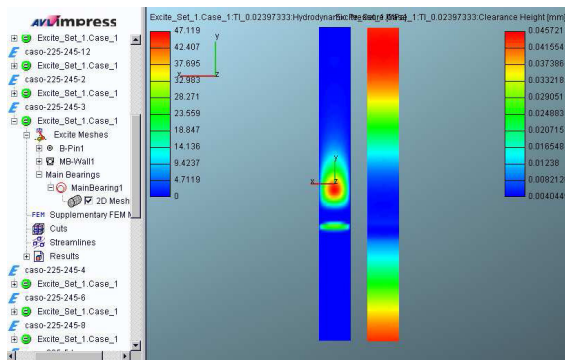 AVL impress
Excite_Set_1.Case_1
caso-225-245-12
Excite_Set_1.Case_1
caso-225-245-2
Excite_Set_1.Case_1
caso-225-245-3
Excite_Set_1.Case_1
Excite Meshes
B-Pin1
MB-Wall1
Main Bearings
MainBearing1
2D Mesh
FEM Supplementary FEM
Cuts
Streamlines
Results
caso-225-245-4
Excite_Set_1.Case_1
caso-225-245-6
Excite_Set_1.Case_1
caso-225-245-8
Excite_Set_1.Case_1
Excite_Set_1.Case_1:TI_0.02397333:Hydrodynamic
47.119
42.407
37.695
32.983
28.271
23.559
18.847
14.136
9.4237
4.7119
0
y
x
z
y
x
z
_1:TI_0.02397333:Clearance Height [mm]
0.045721
0.041554
0.037386
0.033218
0.029051
0.024883
0.020715
0.016548
0.01238
0.008212
0.004044